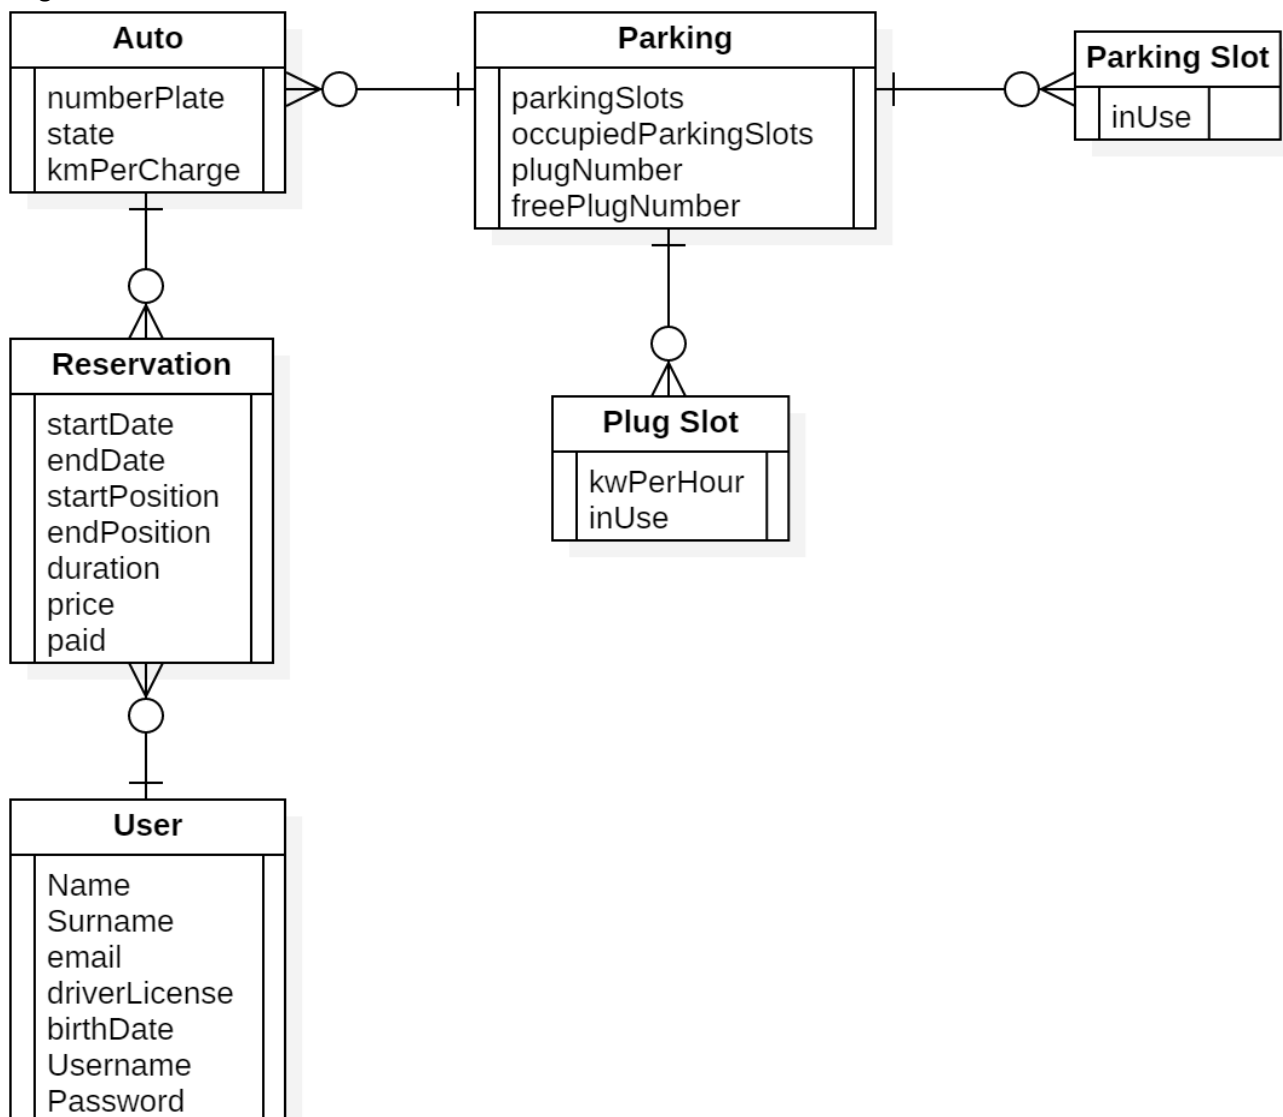 Auto
numberPlate
state
kmPerCharge
Parking
parkingSlots
occupiedParkingSlots
plugNumber
freePlugNumber
Parking Slot
inUse
Reservation
startDate
endDate
startPosition
endPosition
duration
price
paid
Plug Slot
kwPerHour
inUse
User
Name
Surname
email
driverLicense
birthDate
Username
Password